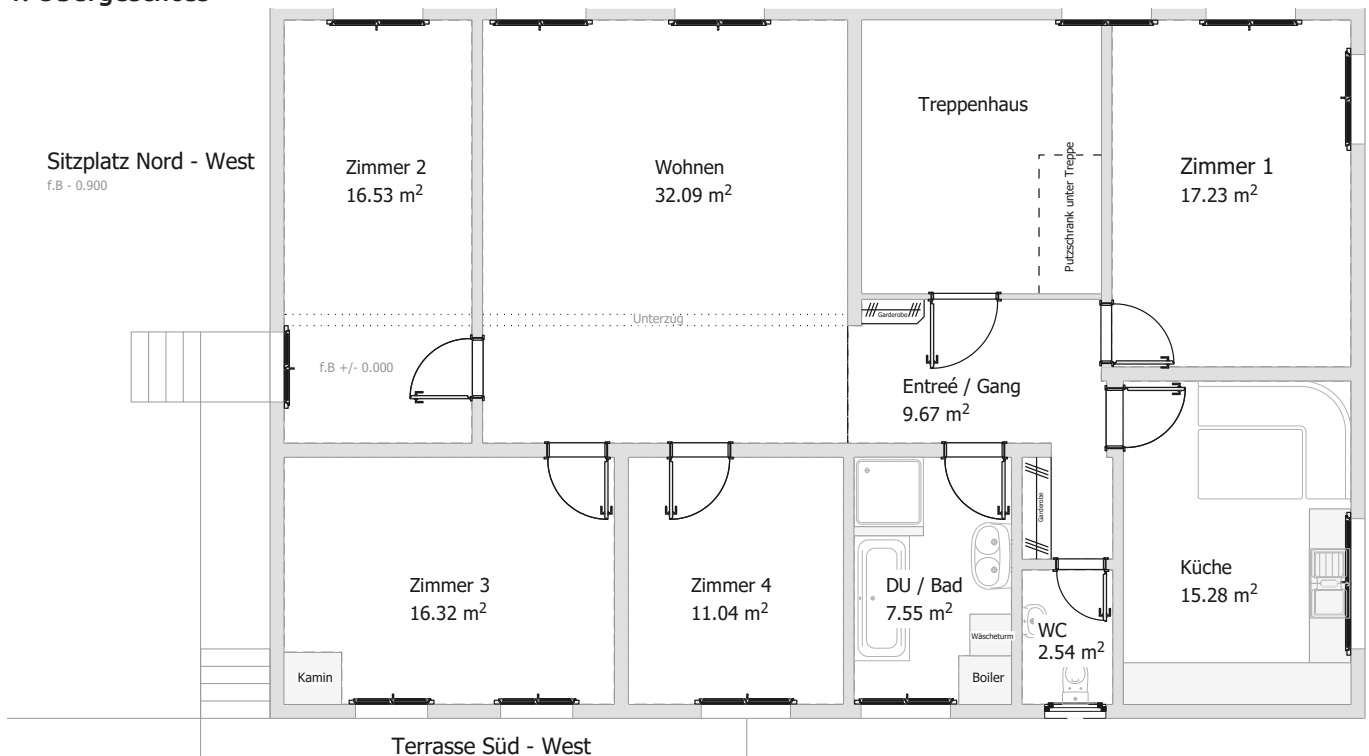 1. Obergeschoss
Treppenhaus
Sitzplatz Nord - West
f.B - 0.900
Zimmer 2
16.53 m²
Wohnen
32.09 m²
Putzschrank unter Treppe
Zimmer 1
17.23 m²
Unterzug
Garderobe
f.B +/- 0.000
Entreé / Gang
9.67 m²
Garderobe
Zimmer 3
16.32 m²
Zimmer 4
11.04 m²
DU / Bad
7.55 m²
Küche
15.28 m²
Wäscheturm
WC
2.54 m²
Kamin
Boiler
Terrasse Süd - West